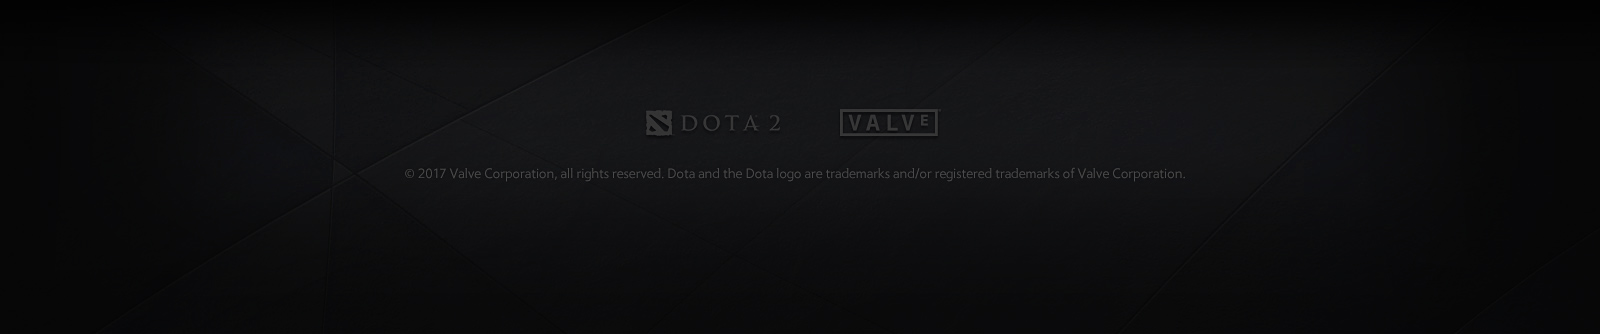 DOTA 2 VALVE
© 2017 Valve Corporation, all rights reserved. Dota and the Dota logo are trademarks and/or registered trademarks of Valve Corporation.